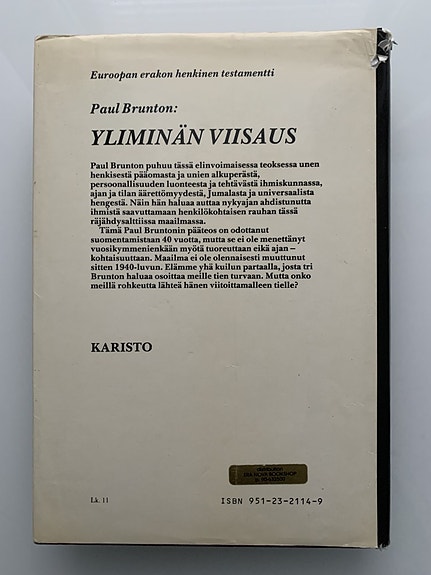 Euroopan erakon henkinen testamentti
Paul Brunton:
YLIMINÄN VIISAUS
Paul Brunton puhuu tässä elinvoimaisessa teoksessa unen
henkisestä pääomasta ja unien alkuperästä,
persoonallisuuden luonteesta ja tehtävästä ihmiskunnassa,
ajan ja tilan äärettömyydestä, Jumalasta ja universaalista
hengestä. Näin hän haluaa auttaa nykyajan ahdistunutta
ihmistä saavuttamaan henkilökohtaisen rauhan tässä
räjähdysalttiissa maailmassa.
Tämä Paul Bruntonin pääteos on odottanut
suomentamistaan 40 vuotta, mutta se ei ole menettänyt
vuosikymmenienkään myötä tuoreuttaan eikä ajan–
kohtaisuuttaan. Maailma ei ole olennaisesti muuttunut
sitten 1940-luvun. Elämme yhä kuilun partaalla, josta tri
Brunton haluaa osoittaa meille tien turvaan. Mutta onko
meillä rohkeutta lähteä hänen viitoittamalleen tielle?
KARISTO
distribution
BOOKSHOP
Lk. 11
ISBN 951-23-2114-9